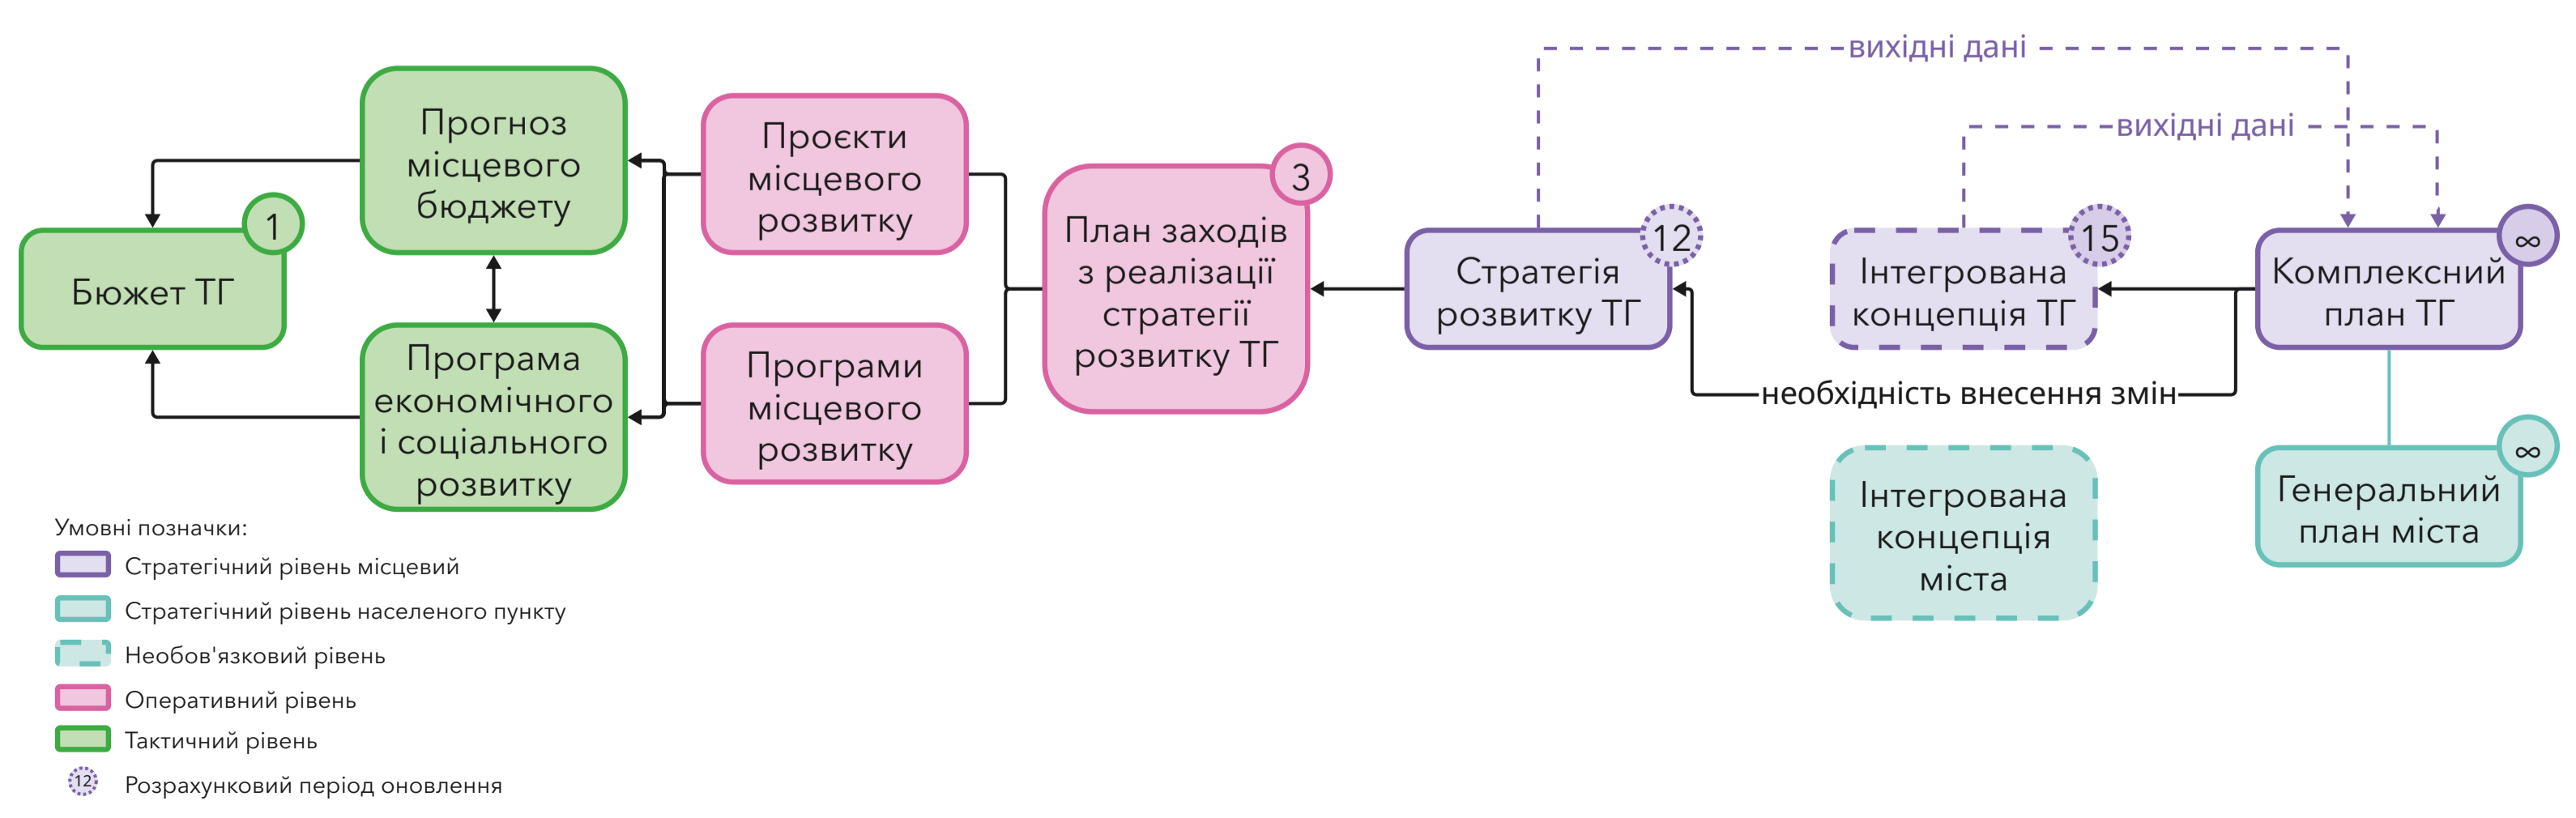 вихідні дані
вихідні дані
Прогноз
місцевого
бюджету
Проєкти
місцевого
розвитку
3
План заходів
з реалізації
стратегії
розвитку ТГ
1
Бюжет ТГ
12
Стратегія
розвитку ТГ
15
Інтегрована
концепція ТГ
∞
Комплексний
план ТГ
Програма
економічного
і соціального
розвитку
Програми
місцевого
розвитку
необхідність внесення змін
Інтегрована
концепція
міста
∞
Генеральний
план міста
Умовні позначки:
Стратегічний рівень місцевий
Стратегічний рівень населеного пункту
Необов'язковий рівень
Оперативний рівень
Тактичний рівень
12 Розрахунковий період оновлення